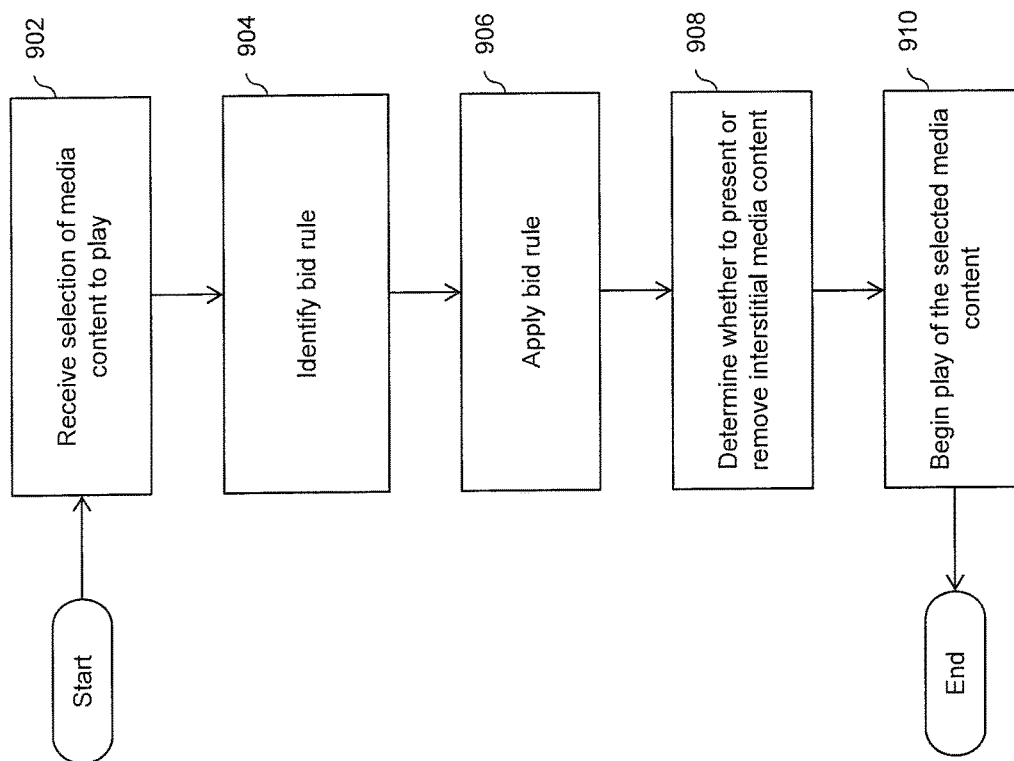 Start
902
Receive selection of media
content to play
904
Identify bid rule
906
Apply bid rule
908
Determine whether to present or
remove interstitial media content
910
Begin play of the selected media
content
End